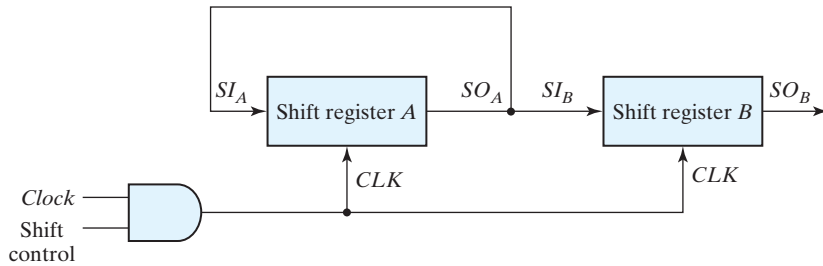 SI_A
Shift register A
SO_A
SI_B
Shift register B
SO_B
CLK
CLK
Clock
Shift
control